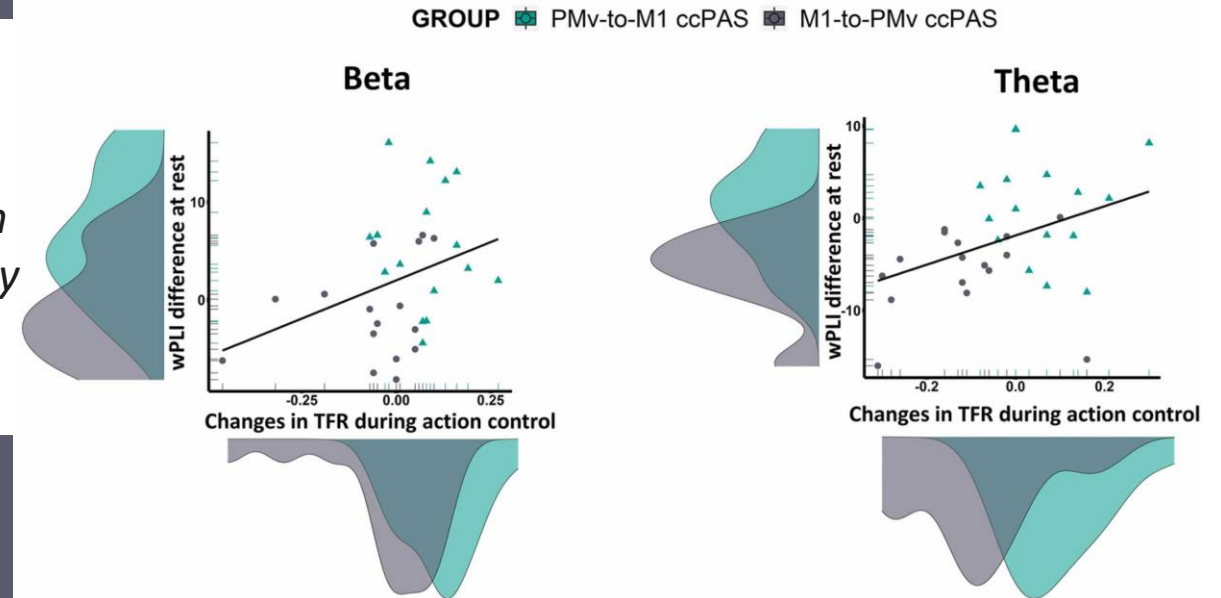 GROUP PMv-to-M1 ccPAS M1-to-PMv ccPAS
Beta
wPLI difference at rest
10
0
-0.25 0.00 0.25
Changes in TFR during action control
Theta
wPLI difference at rest
10
0
-10
-0.2 0.0 0.2
Changes in TFR during action control